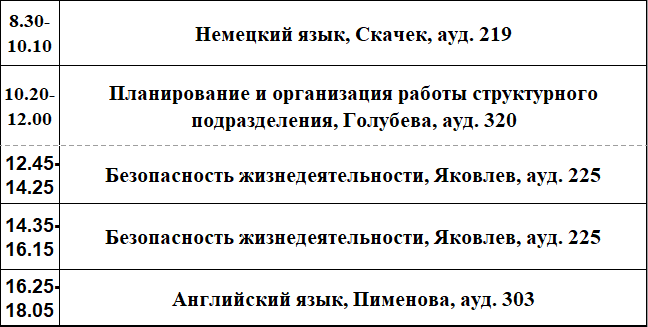 8.30-
10.10
Немецкий язык, Скачек, ауд. 219
10.20-
12.00
Планирование и организация работы структурного
подразделения, Голубева, ауд. 320
12.45-
14.25
Безопасность жизнедеятельности, Яковлев, ауд. 225
14.35-
16.15
Безопасность жизнедеятельности, Яковлев, ауд. 225
16.25-
18.05
Английский язык, Пименова, ауд. 303